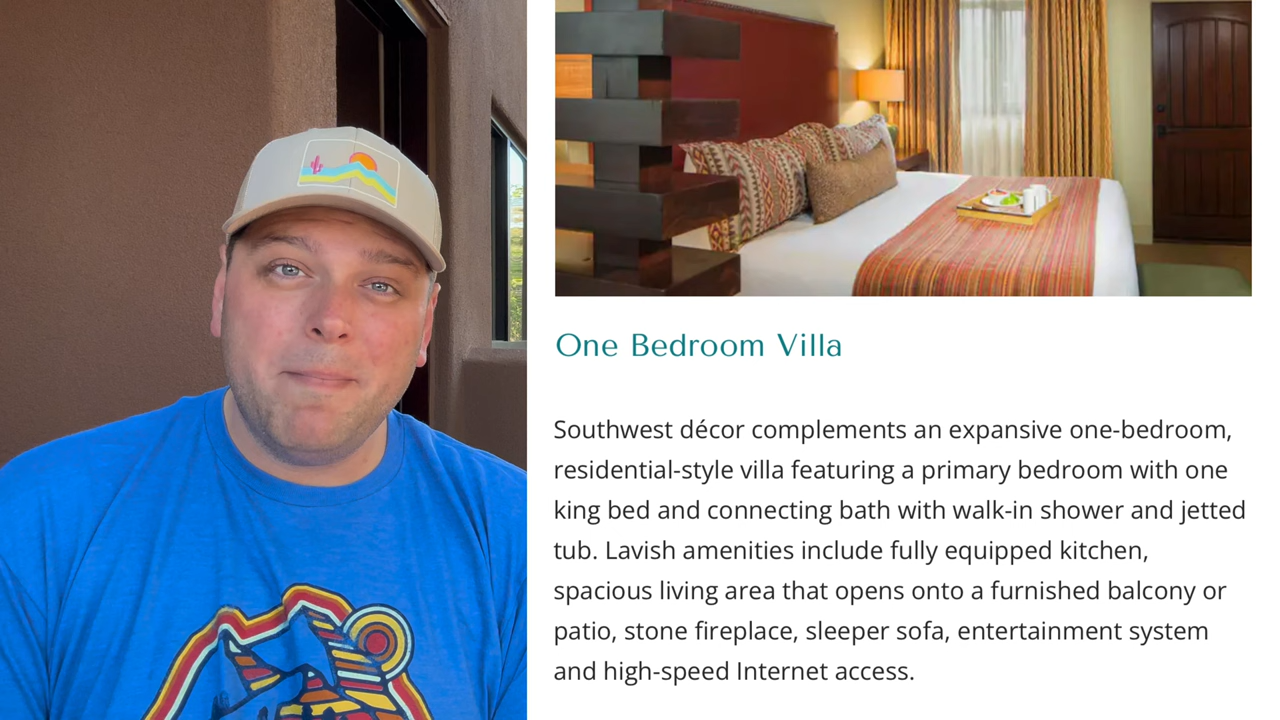 One Bedroom Villa
Southwest décor complements an expansive one-bedroom,
residential-style villa featuring a primary bedroom with one
king bed and connecting bath with walk-in shower and jetted
tub. Lavish amenities include fully equipped kitchen,
spacious living area that opens onto a furnished balcony or
patio, stone fireplace, sleeper sofa, entertainment system
and high-speed Internet access.